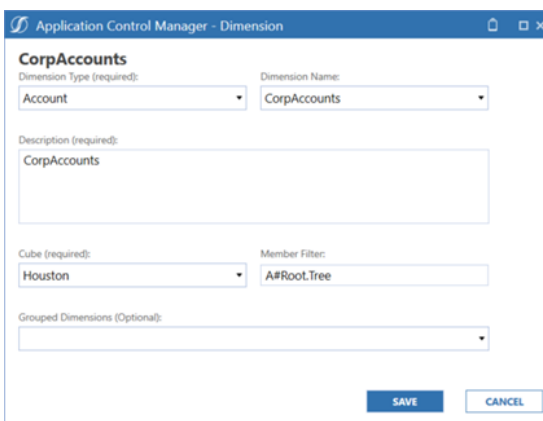 Application Control Manager - Dimension
CorpAccounts
Dimension Type (required): Dimension Name:
Account CorpAccounts
Description (required):
CorpAccounts
Cube (required): Member Filter:
Houston A#Root.Tree
Grouped Dimensions (Optional):
SAVE CANCEL